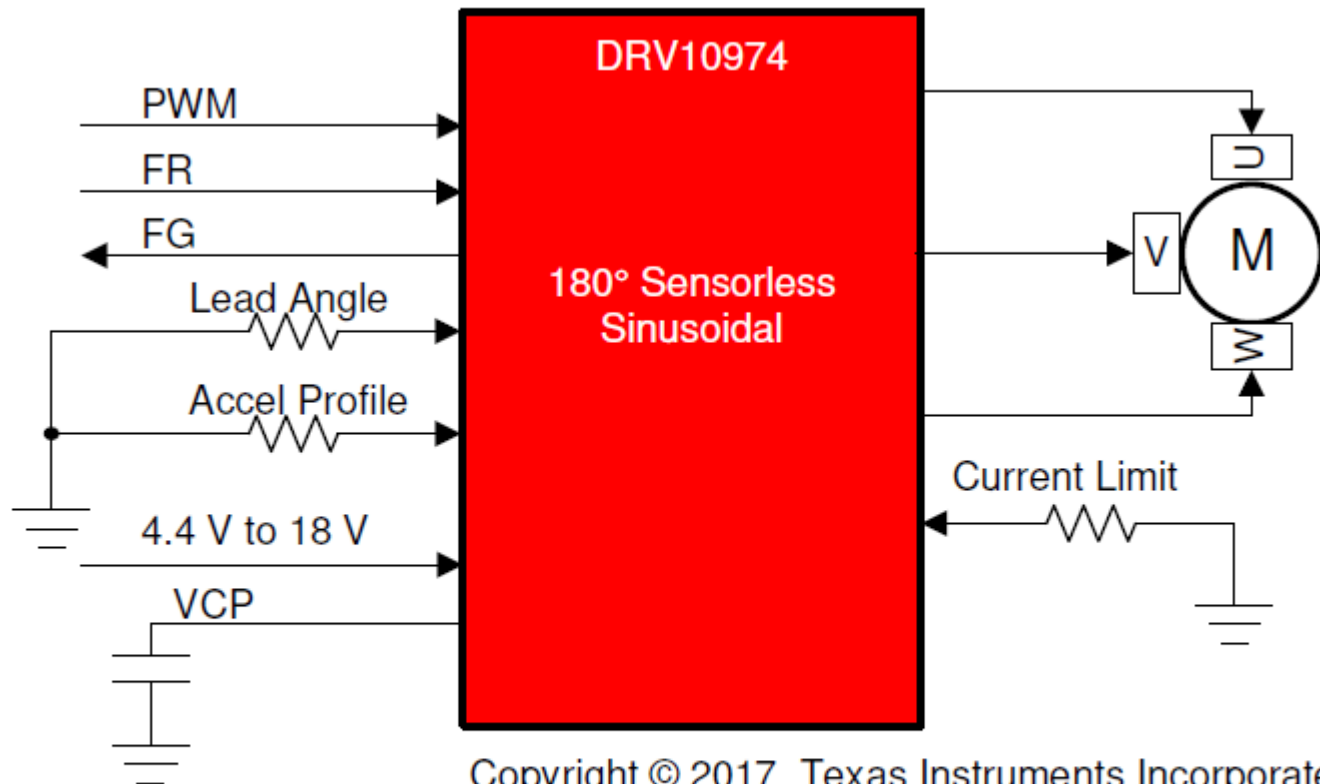 DRV10974
PWM
FR
FG
Lead Angle
Accel Profile
4.4 V to 18 V
VCP
180° Sensorless
Sinusoidal
U
V
M
W
Current Limit
Copyright © 2017, Texas Instruments Incorporate